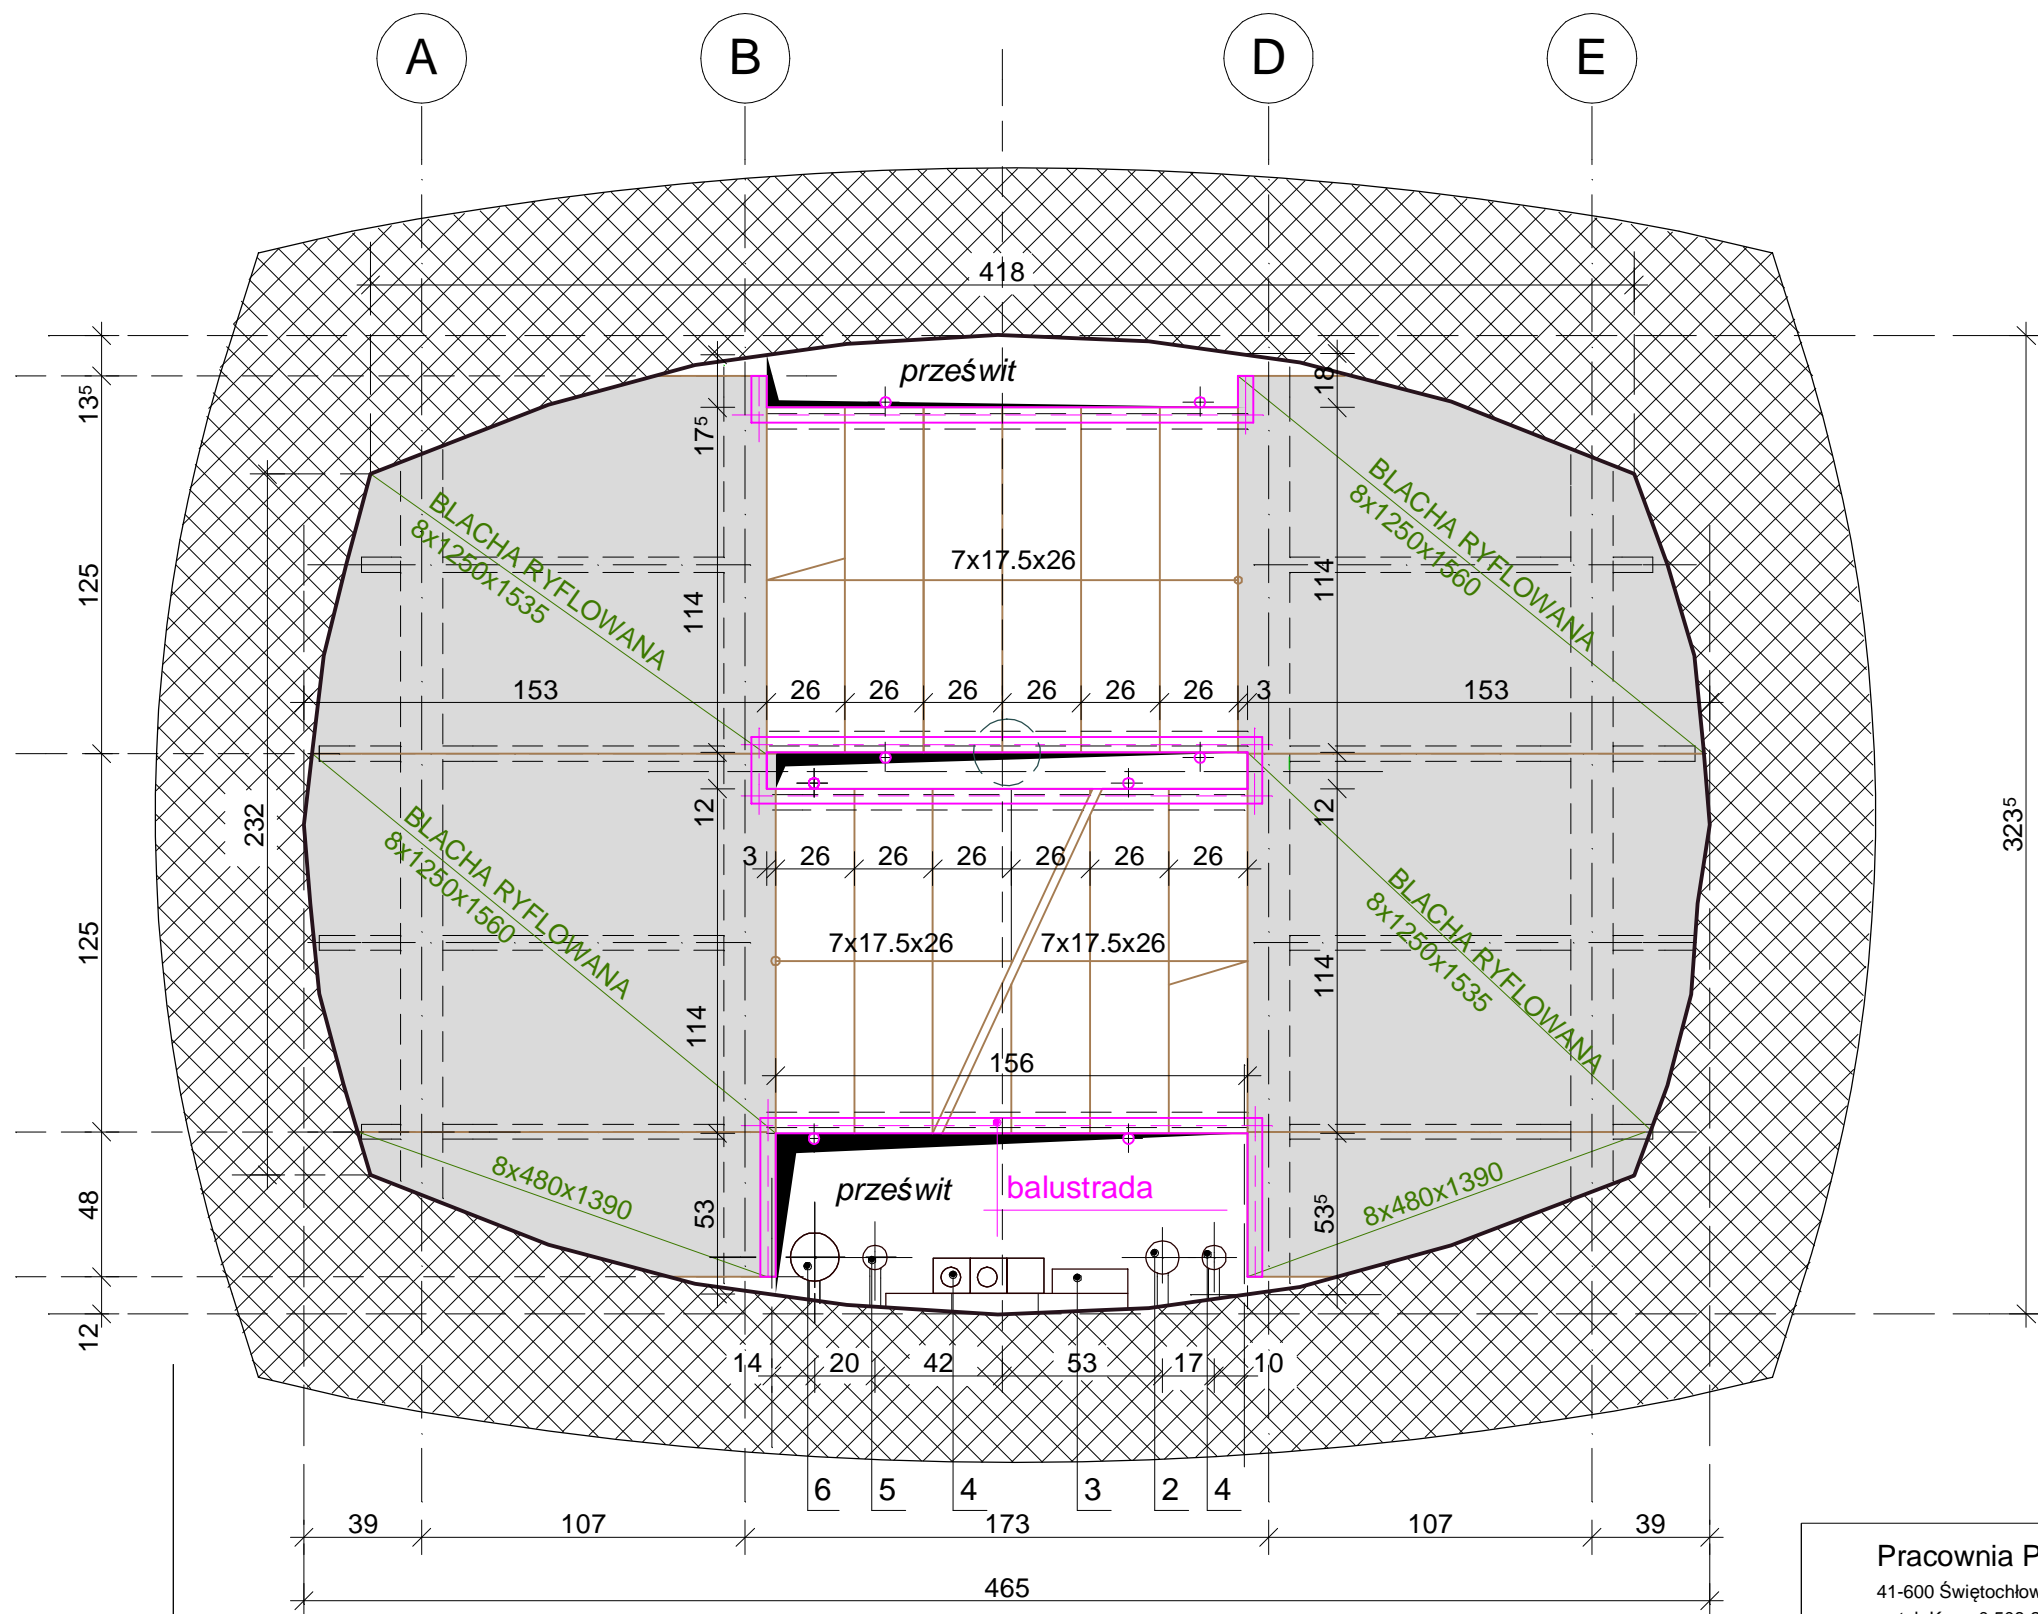 A
B
D
E
418
prześwit
18
13⁵
17⁵
BLACHA RYFLOWANA
8x1250x1535
BLACHA RYFLOWANA
8x1250x1560
7x17.5x26
125
114
114
153
26
26
26
26
26
26
3
153
232
12
12
323⁵
BLACHA RYFLOWANA
8x1250x1560
3
26
26
26
26
26
26
BLACHA RYFLOWANA
8x1250x1535
7x17.5x26
7x17.5x26
125
114
114
156
8x480x1390
prześwit
balustrada
8x480x1390
48
53
53⁵
12
14
20
42
53
17
10
6
5
4
3
2
4
39
107
173
107
39
465
Pracownia P
41-600 Świętochłow